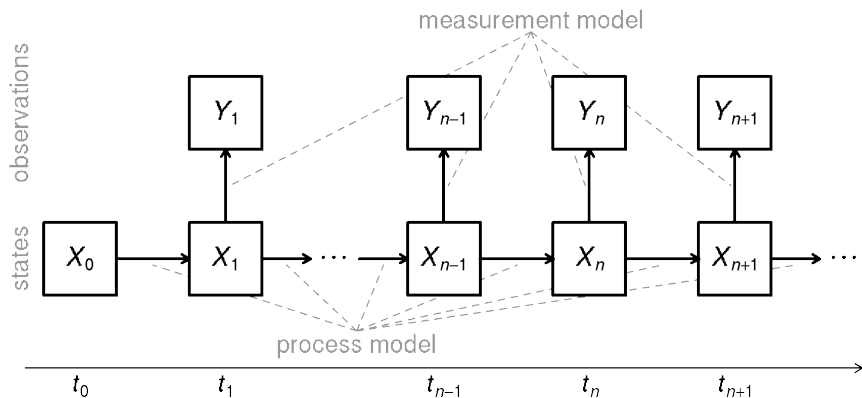 measurement model
observations
Y₁ Yₙ₋₁ Yₙ Yₙ₊₁
states
X₀ X₁ ··· Xₙ₋₁ Xₙ Xₙ₊₁ ···
process model
t₀ t₁ tₙ₋₁ tₙ tₙ₊₁